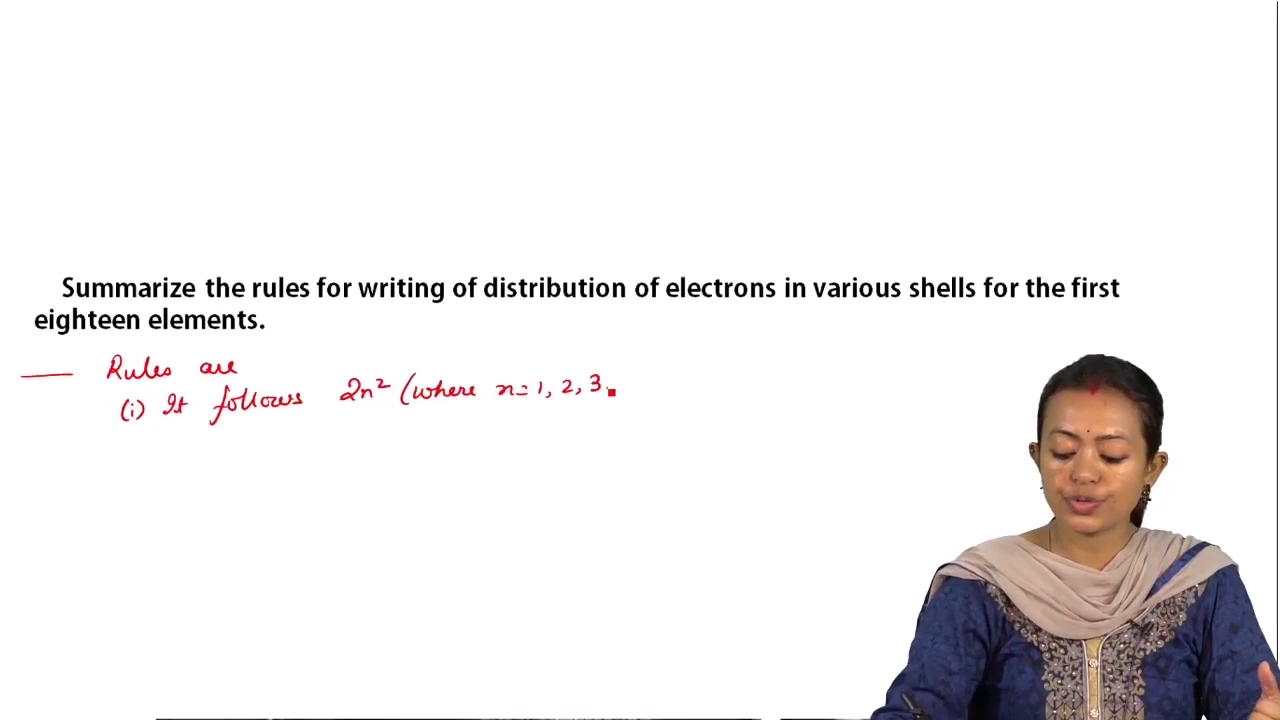 Summarize the rules for writing of distribution of electrons in various shells for the first
eighteen elements.
Rules are
(i) It follows 2n² (where n = 1, 2, 3.